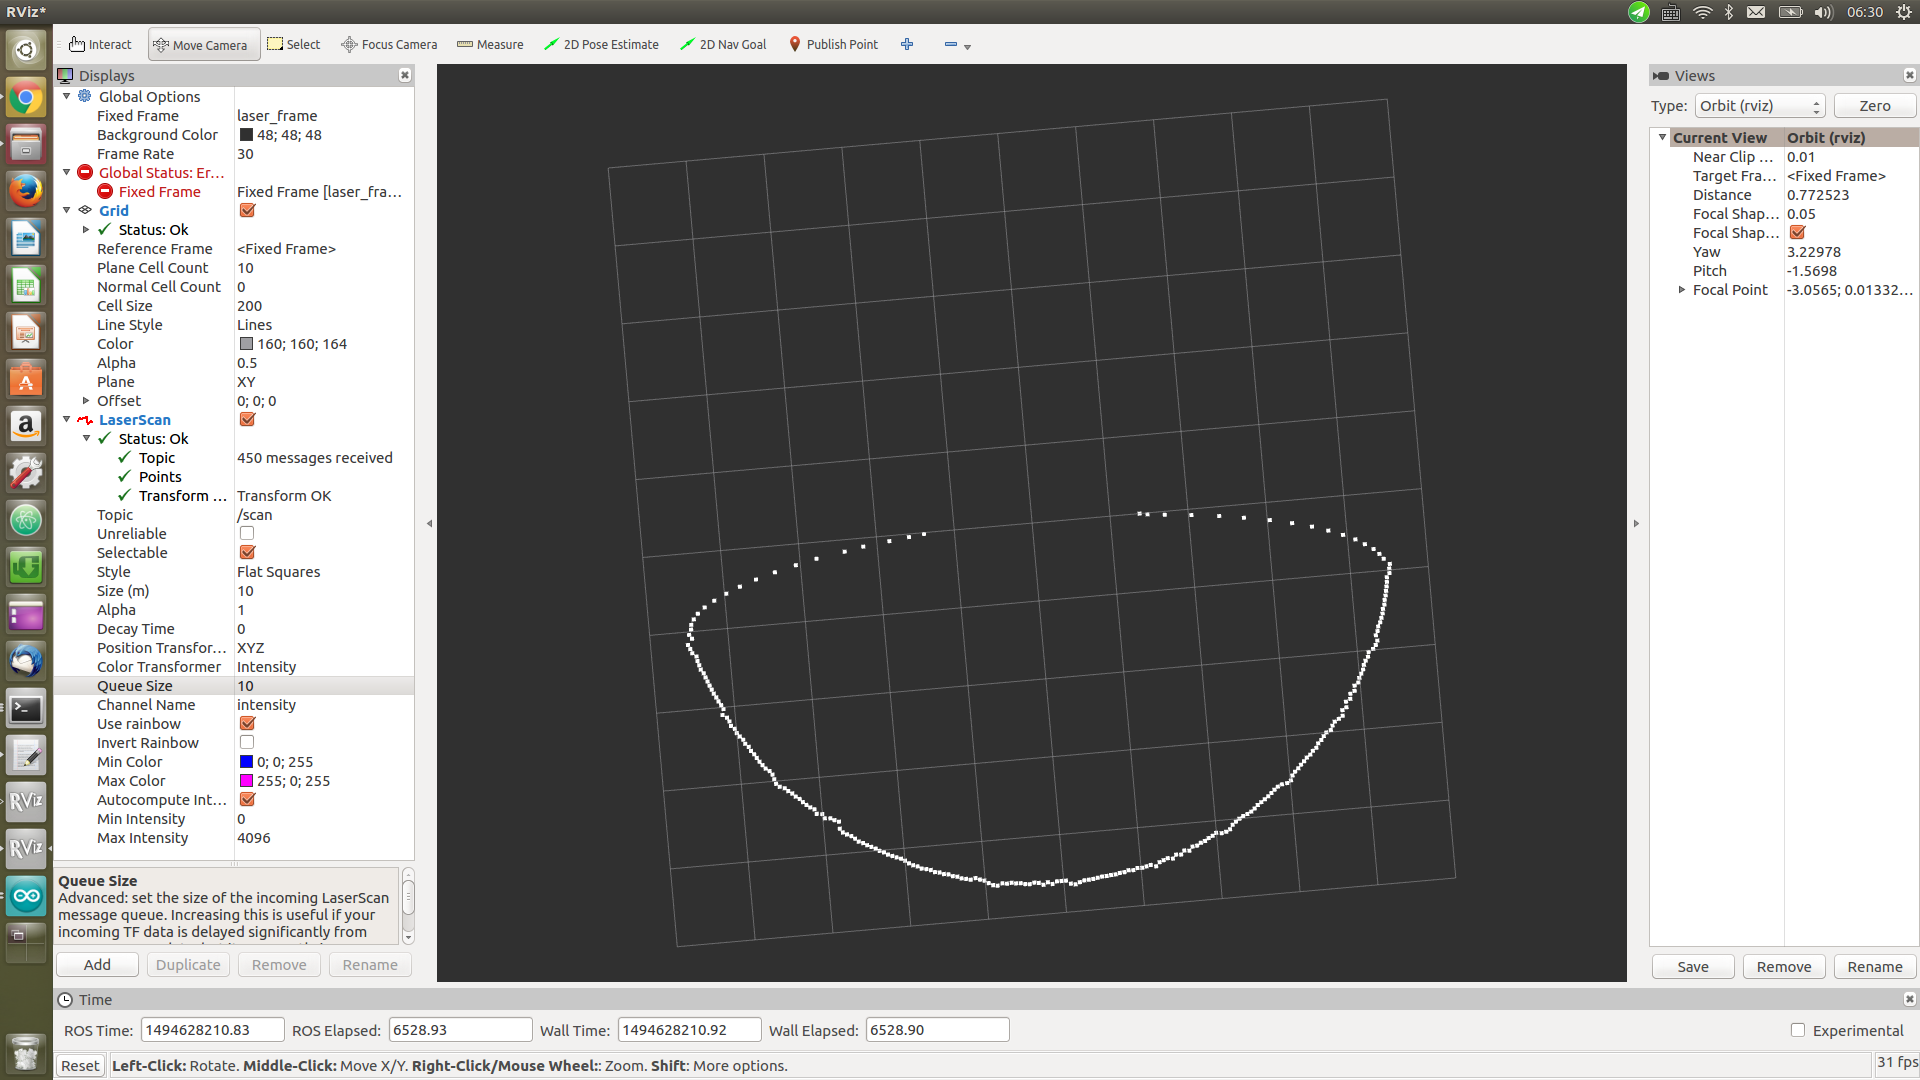 RViz*
06:30
Interact
Move Camera
Select
Focus Camera
Measure
2D Pose Estimate
2D Nav Goal
Publish Point
Displays
Global Options
Fixed Frame laser_frame
Background Color 48; 48; 48
Frame Rate 30
Global Status: Er...
Fixed Frame Fixed Frame [laser_fra...
Grid
Status: Ok
Reference Frame <Fixed Frame>
Plane Cell Count 10
Normal Cell Count 0
Cell Size 200
Line Style Lines
Color 160; 160; 164
Alpha 0.5
Plane XY
Offset 0; 0; 0
LaserScan
Status: Ok
Topic 450 messages received
Points
Transform ... Transform OK
Topic /scan
Unreliable
Selectable
Style Flat Squares
Size (m) 10
Alpha 1
Decay Time 0
Position Transfor... XYZ
Color Transformer Intensity
Queue Size 10
Channel Name intensity
Use rainbow
Invert Rainbow
Min Color 0; 0; 255
Max Color 255; 0; 255
Autocompute Int...
Min Intensity 0
Max Intensity 4096
Queue Size
Advanced: set the size of the incoming LaserScan
message queue. Increasing this is useful if your
incoming TF data is delayed significantly from
Add
Duplicate
Remove
Rename
Views
Type: Orbit (rviz) Zero
Current View Orbit (rviz)
Near Clip ... 0.01
Target Fra... <Fixed Frame>
Distance 0.772523
Focal Shap... 0.05
Focal Shap...
Yaw 3.22978
Pitch -1.5698
Focal Point -3.0565; 0.01332...
Save
Remove
Rename
Time
ROS Time: 1494628210.83 ROS Elapsed: 6528.93 Wall Time: 1494628210.92 Wall Elapsed: 6528.90 Experimental
Reset Left-Click: Rotate. Middle-Click: Move X/Y. Right-Click/Mouse Wheel:: Zoom. Shift: More options. 31 fps
RViz
RViz